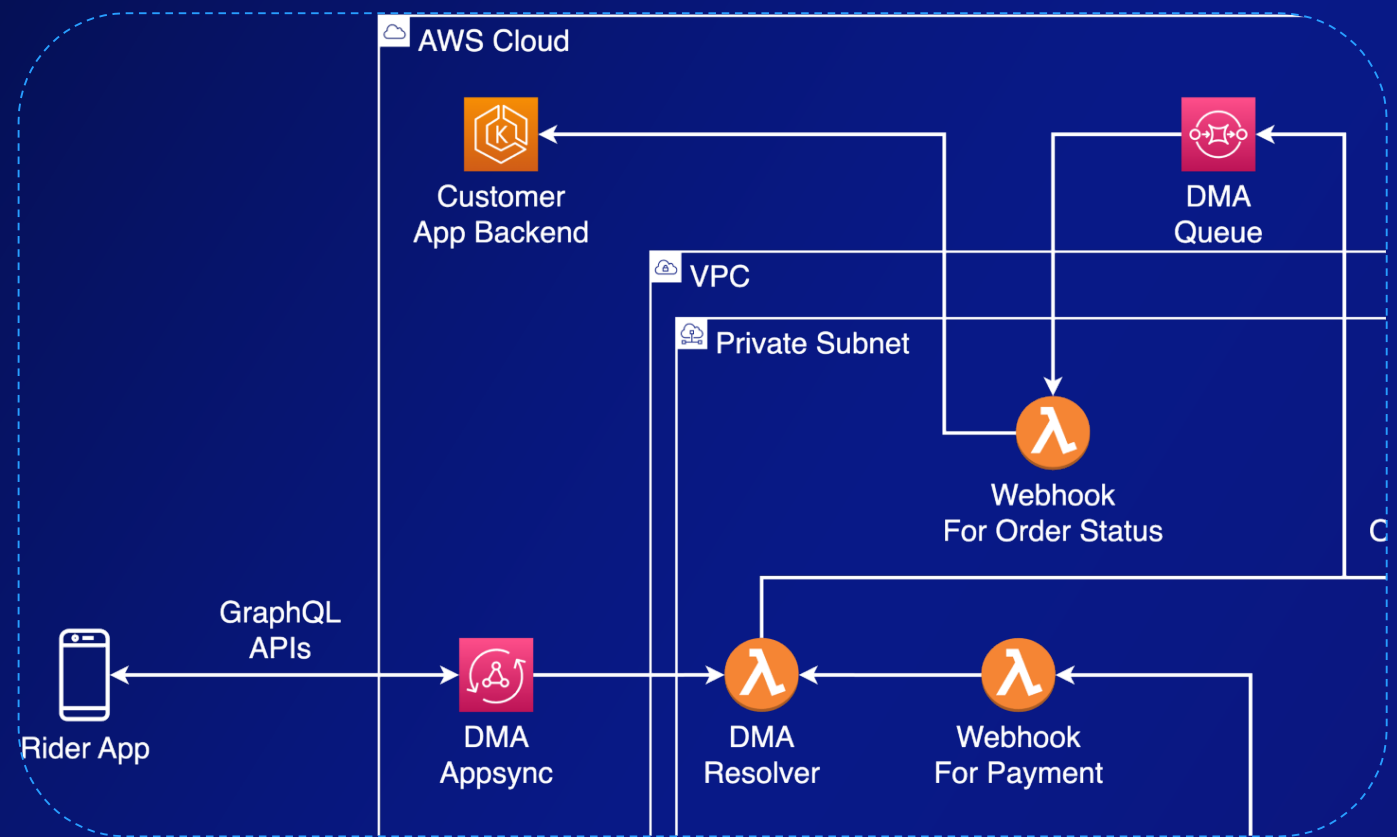 AWS Cloud
Customer
App Backend
DMA
Queue
VPC
Private Subnet
Webhook
For Order Status
GraphQL
APIs
Rider App
DMA
Appsync
DMA
Resolver
Webhook
For Payment